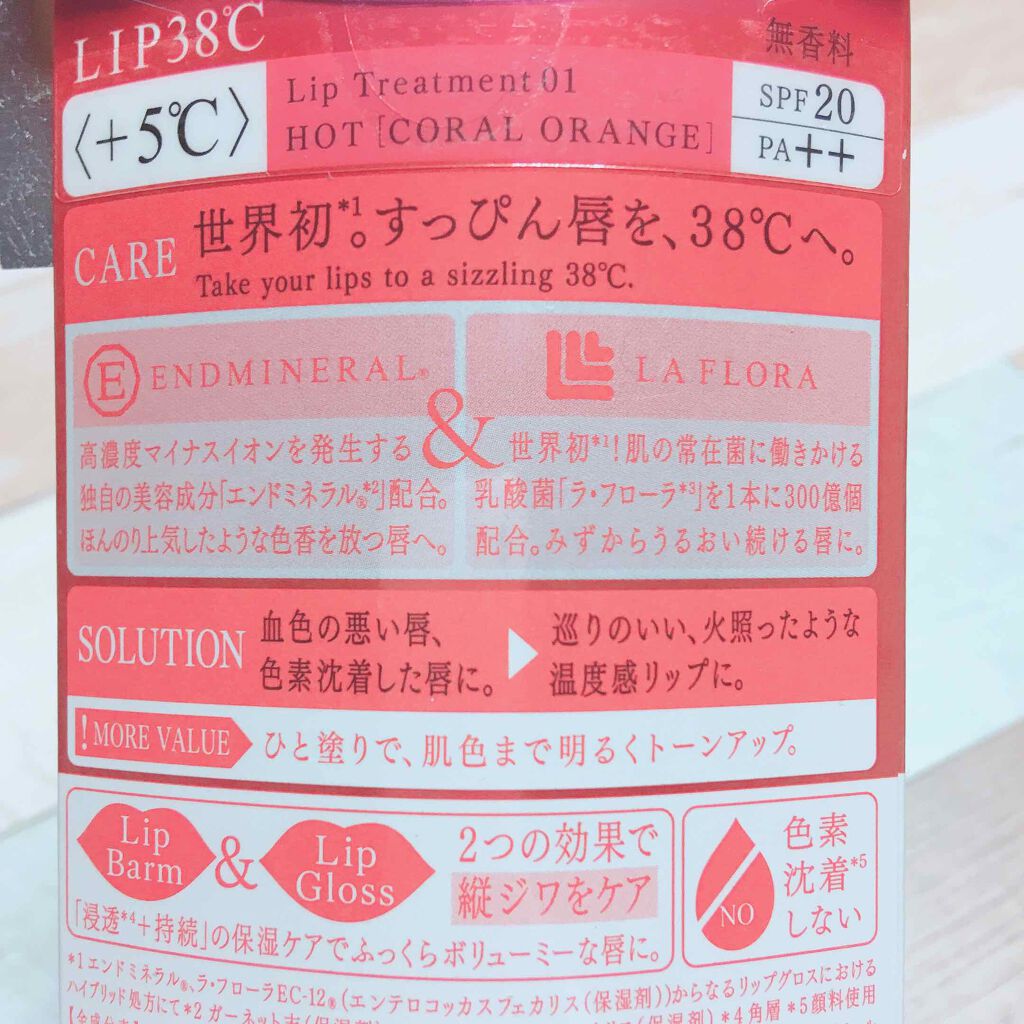 LIP38℃
無香料
〈+5℃〉
Lip Treatment 01
HOT [CORAL ORANGE]
SPF 20
PA++
CARE
世界初*1。すっぴん唇を、38℃へ。
Take your lips to a sizzling 38℃.
E ENDMINERAL®
&
LA FLORA
高濃度マイナスイオンを発生する
独自の美容成分「エンドミネラル®*2」配合。
ほんのり上気したような色香を放つ唇へ。
世界初*1!肌の常在菌に働きかける
乳酸菌「ラ・フローラ*3」を1本に300億個
配合。みずからうるおい続ける唇に。
SOLUTION
血色の悪い唇、
色素沈着した唇に。
巡りのいい、火照ったような
温度感リップに。
! MORE VALUE
ひと塗りで、肌色まで明るくトーンアップ。
Lip
Barm
&
Lip
Gloss
2つの効果で
縦ジワをケア
「浸透*4+持続」の保湿ケアでふっくらボリューミーな唇に。
NO
色素
沈着*5
しない
*1 エンドミネラル®、ラ・フローラEC-12®(エンテロコッカスフェカリス(保湿剤))からなるリップグロスにおける
ハイブリッド処方にて *2 ガーネット末(保湿剤) (保湿剤) *4 角層 *5 顔料使用